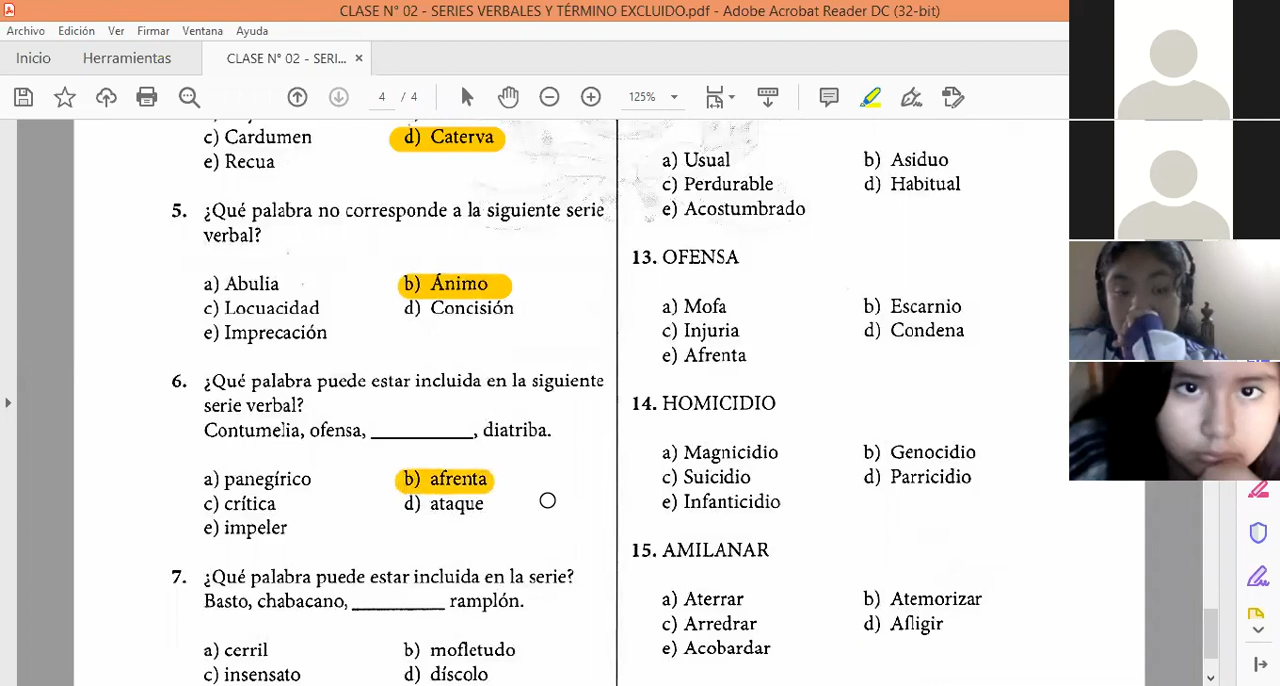 CLASE N° 02 - SERIES VERBALES Y TÉRMINO EXCLUIDO.pdf - Adobe Acrobat Reader DC (32-bit)
Archivo Edición Ver Firmar Ventana Ayuda
Inicio Herramientas CLASE N° 02 - SERI... ×
4 / 4 125%
c) Cardumen d) Caterva
e) Recua
5. ¿Qué palabra no corresponde a la siguiente serie
verbal?
a) Abulia b) Ánimo
c) Locuacidad d) Concisión
e) Imprecación
6. ¿Qué palabra puede estar incluida en la siguiente
serie verbal?
Contumelia, ofensa, __________, diatriba.
a) panegírico b) afrenta
c) crítica d) ataque
e) impeler
7. ¿Qué palabra puede estar incluida en la serie?
Basto, chabacano, _________ ramplón.
a) cerril b) mofletudo
c) insensato d) díscolo
a) Usual b) Asiduo
c) Perdurable d) Habitual
e) Acostumbrado
13. OFENSA
a) Mofa b) Escarnio
c) Injuria d) Condena
e) Afrenta
14. HOMICIDIO
a) Magnicidio b) Genocidio
c) Suicidio d) Parricidio
e) Infanticidio
15. AMILANAR
a) Aterrar b) Atemorizar
c) Arredrar d) Afligir
e) Acobardar